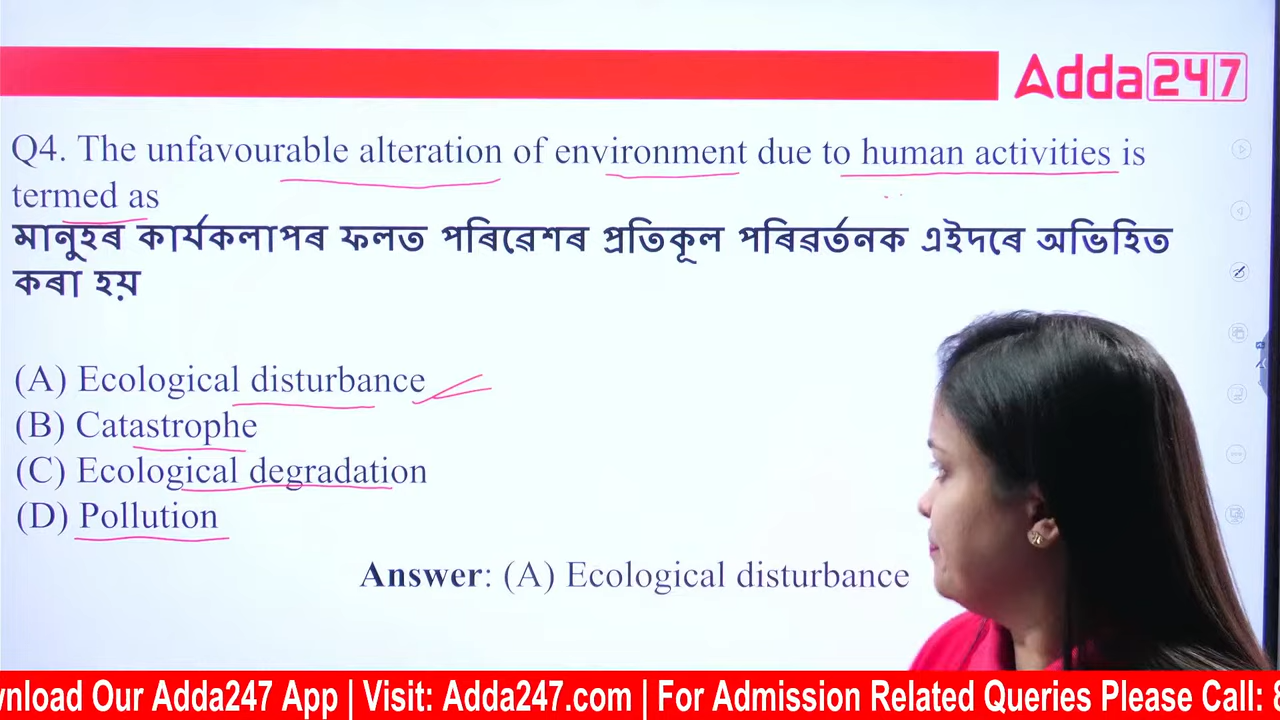 Adda247
Q4. The unfavourable alteration of environment due to human activities is
termed as
মানুহৰ কাৰ্যকলাপৰ ফলত পৰিৱেশৰ প্ৰতিকূল পৰিৱৰ্তনক এইদৰে অভিহিত
কৰা হয়
(A) Ecological disturbance
(B) Catastrophe
(C) Ecological degradation
(D) Pollution
Answer: (A) Ecological disturbance
Our Adda247 App | Visit: Adda247.com | For Admission Related Queries Please Call: